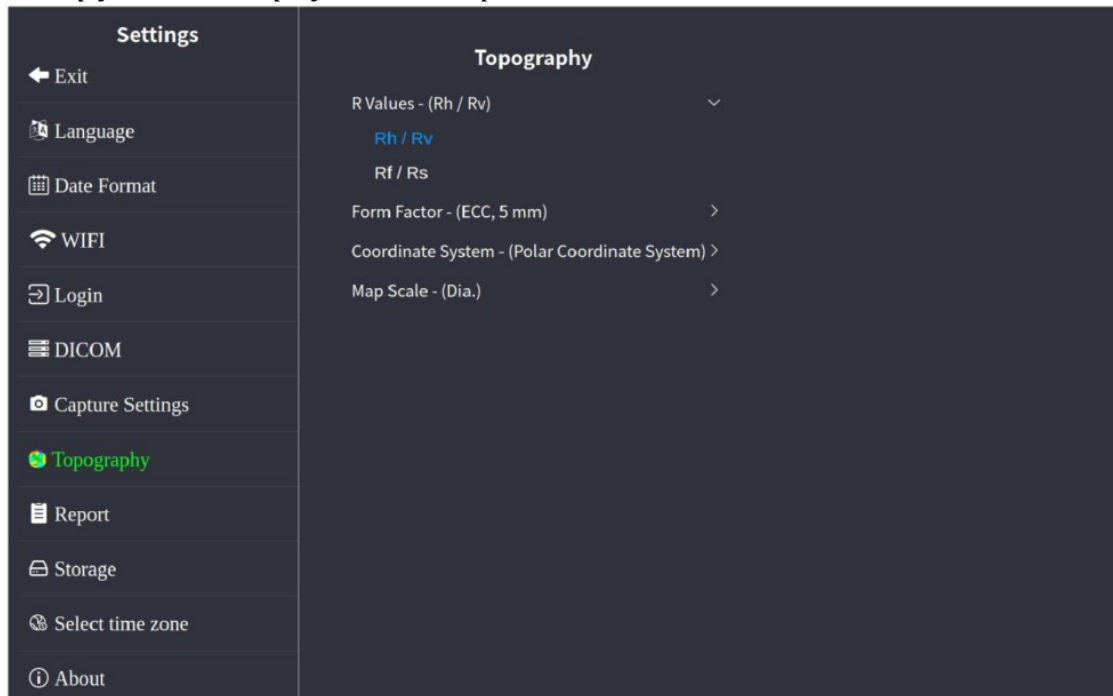 Settings
Exit
Language
Date Format
WIFI
Login
DICOM
Capture Settings
Topography
Report
Storage
Select time zone
About
Topography
R Values - (Rh / Rv)
Rh / Rv
Rf / Rs
Form Factor - (ECC, 5 mm)
Coordinate System - (Polar Coordinate System)
Map Scale - (Dia.)